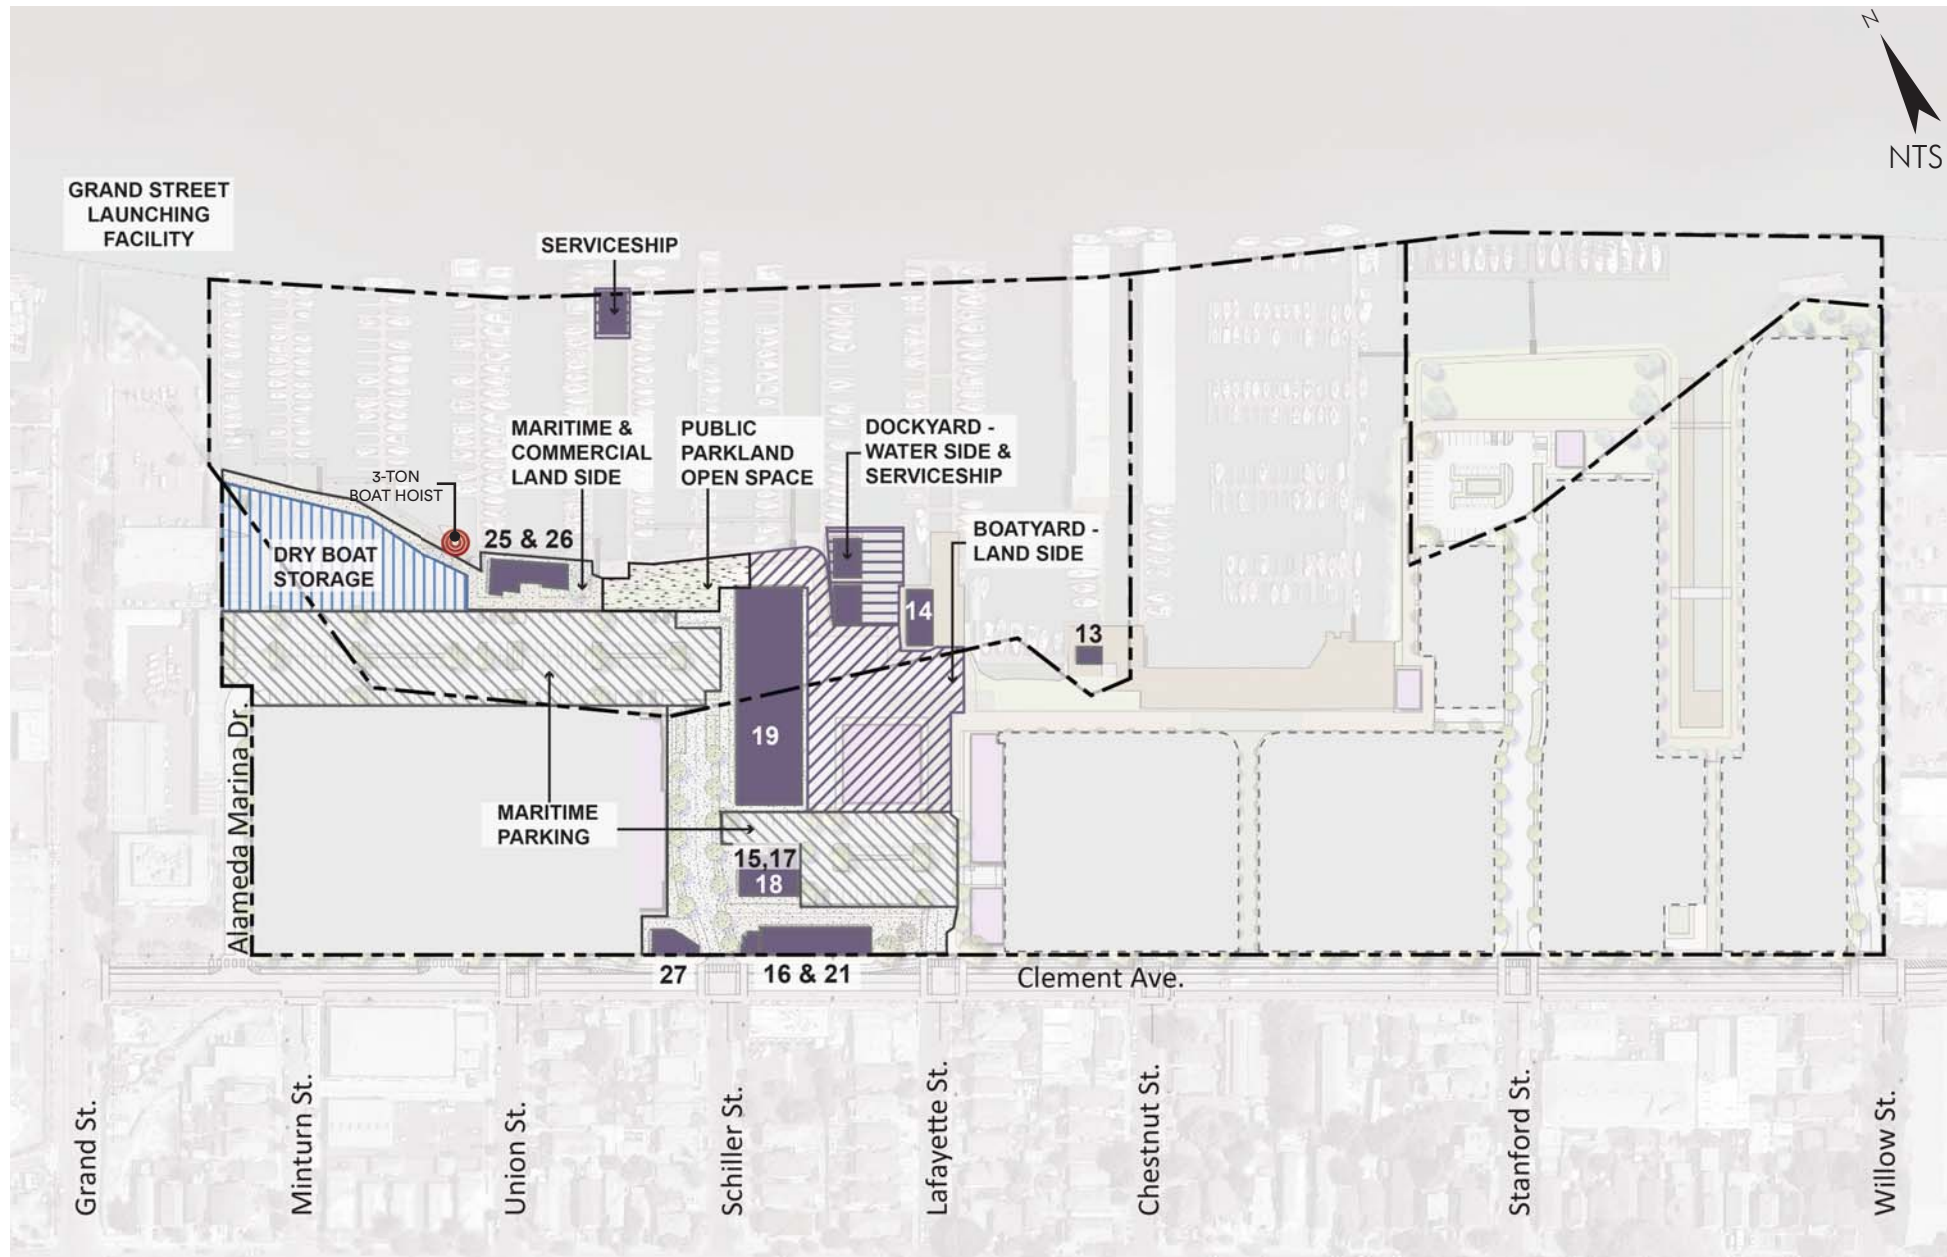 N
NTS
GRAND STREET
LAUNCHING
FACILITY
SERVICESHIP
MARITIME &
COMMERCIAL
LAND SIDE
PUBLIC
PARKLAND
OPEN SPACE
DOCKYARD -
WATER SIDE &
SERVICESHIP
3-TON
BOAT HOIST
BOATYARD -
LAND SIDE
25 & 26
DRY BOAT
STORAGE
14
13
19
MARITIME
PARKING
15,17
18
27
16 & 21
Alameda Marina Dr.
Clement Ave.
Grand St.
Minturn St.
Union St.
Schiller St.
Lafayette St.
Chestnut St.
Stanford St.
Willow St.